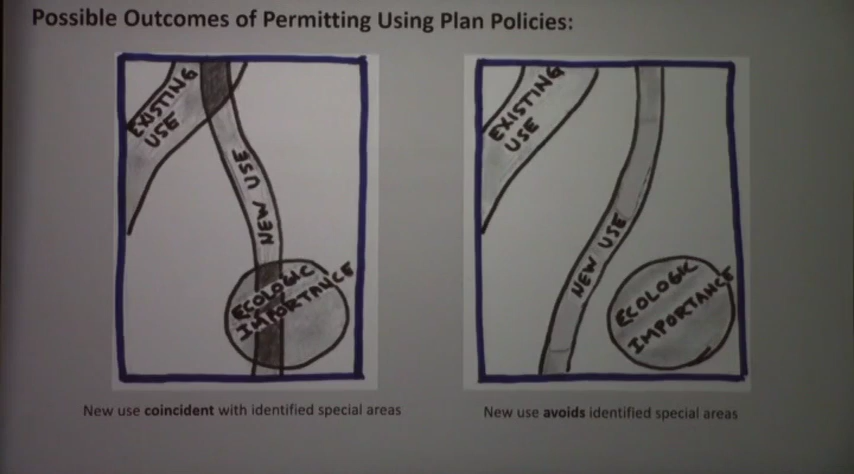 Possible Outcomes of Permitting Using Plan Policies:
EXISTING
USE
NEW USE
ECOLOGIC
IMPORTANCE
New use coincident with identified special areas
EXISTING
USE
NEW USE
ECOLOGIC
IMPORTANCE
New use avoids identified special areas